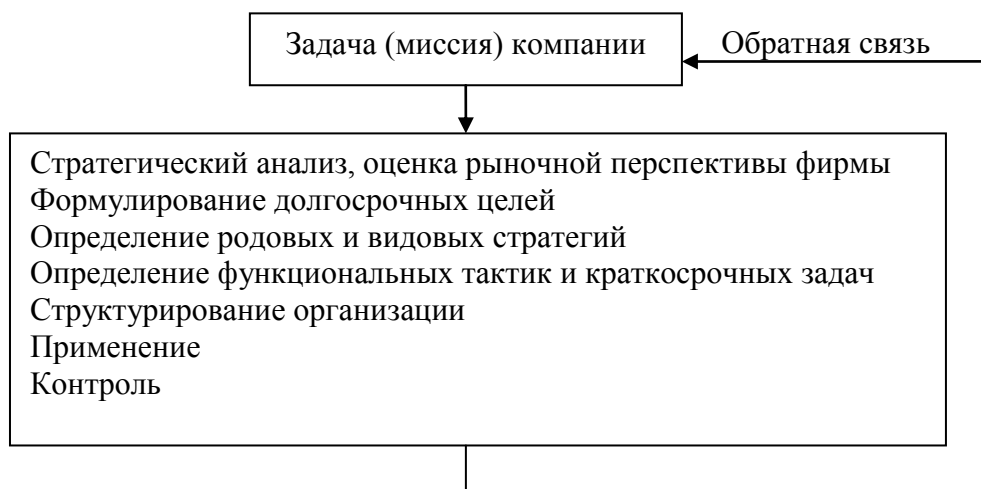 Задача (миссия) компании
Обратная связь
Стратегический анализ, оценка рыночной перспективы фирмы
Формулирование долгосрочных целей
Определение родовых и видовых стратегий
Определение функциональных тактик и краткосрочных задач
Структурирование организации
Применение
Контроль